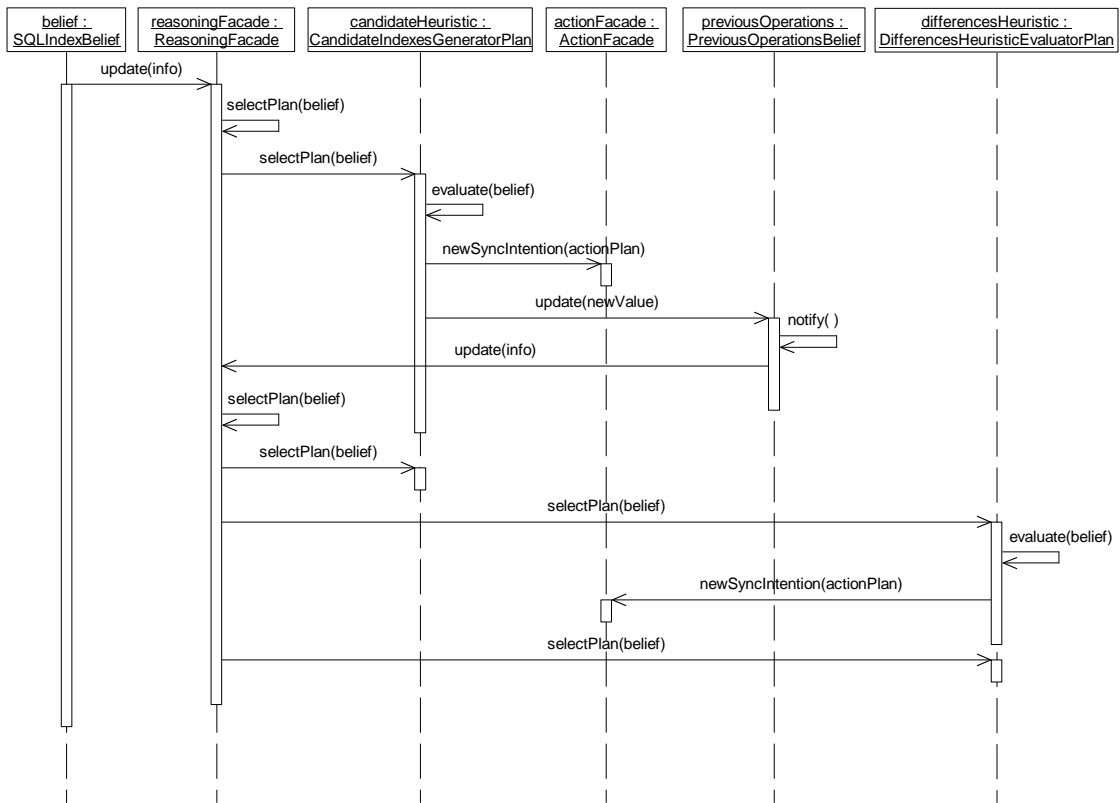 belief :
SQLIndexBelief
reasoningFacade :
ReasoningFacade
candidateHeuristic :
CandidateIndexesGeneratorPlan
actionFacade :
ActionFacade
previousOperations :
PreviousOperationsBelief
differencesHeuristic :
DifferencesHeuristicEvaluatorPlan
update(info)
selectPlan(belief)
selectPlan(belief)
evaluate(belief)
newSyncIntention(actionPlan)
update(newValue)
notify( )
update(info)
selectPlan(belief)
selectPlan(belief)
selectPlan(belief)
evaluate(belief)
newSyncIntention(actionPlan)
selectPlan(belief)